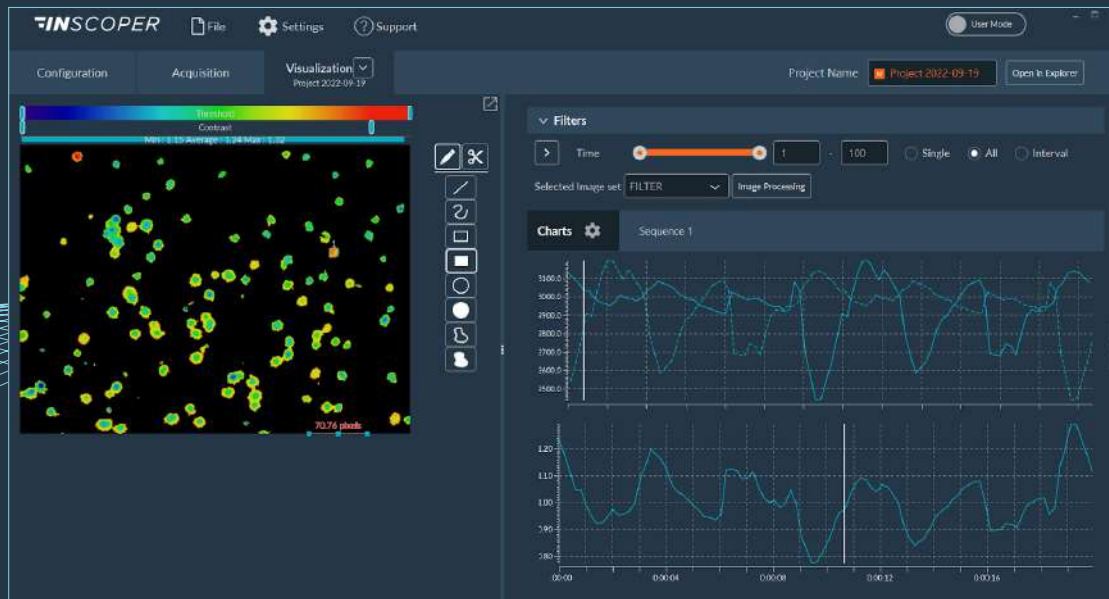 INSCOPER File Settings Support User Mode
Configuration Acquisition Visualization Project 2022-09-19 Project Name Project 2022-09-19 Open in Explorer
Threshold
Contrast
Min : 1.15 Average : 1.24 Max : 1.32
70.76 pixels
Filters
Time 1 - 100 Single All Interval
Selected Image set FILTER Image Processing
Charts Sequence 1
3100.0
3000.0
2900.0
2800.0
2700.0
2600.0
2500.0
1.20
1.10
1.00
0.90
0.80
00:00 0:00:04 0:00:08 0:00:12 0:00:16